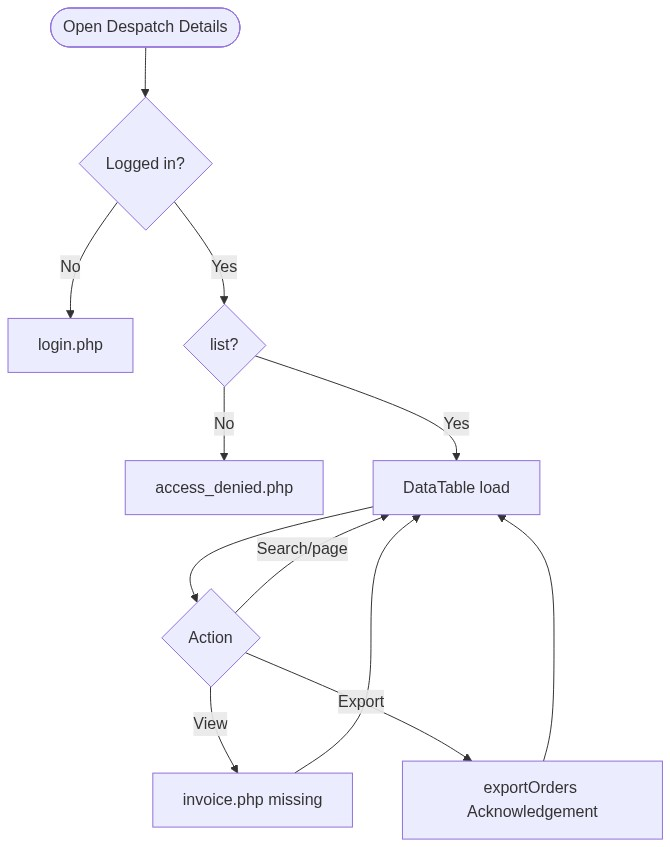 Open Despatch Details
Logged in?
No
Yes
login.php
list?
No
Yes
access_denied.php
DataTable load
Search/page
Action
Export
View
invoice.php missing
exportOrders
Acknowledgement